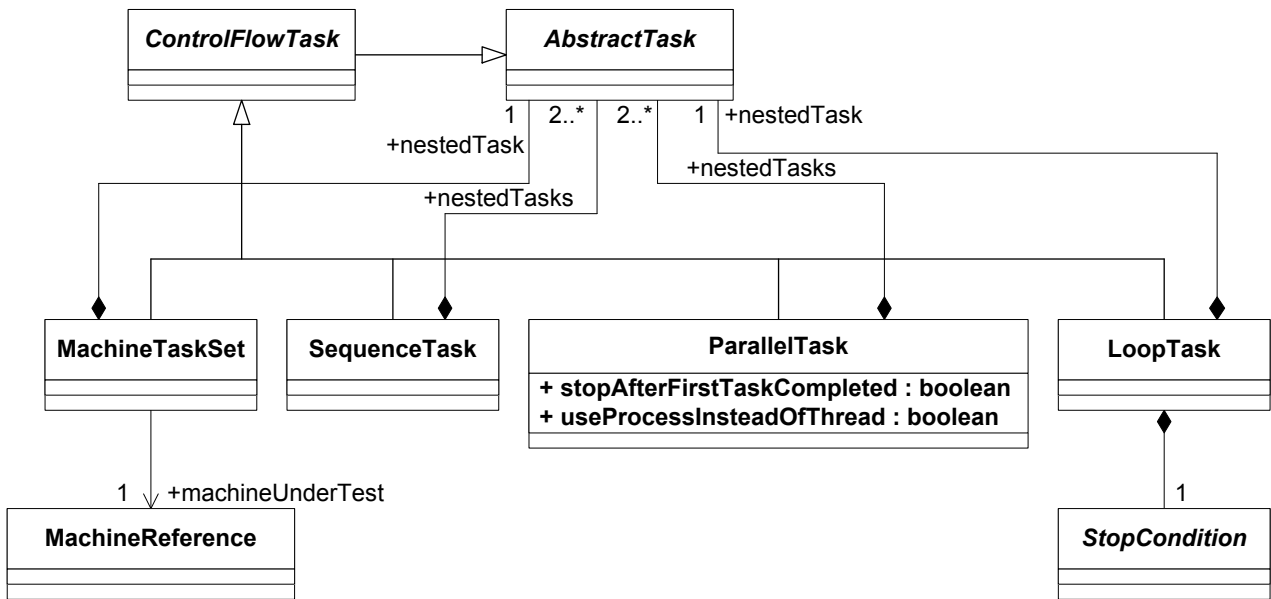 ControlFlowTask
AbstractTask
1
2..*
2..*
1
+nestedTask
+nestedTask
+nestedTasks
+nestedTasks
MachineTaskSet
SequenceTask
ParallelTask
LoopTask
+ stopAfterFirstTaskCompleted : boolean
+ useProcessInsteadOfThread : boolean
1
+machineUnderTest
1
MachineReference
StopCondition